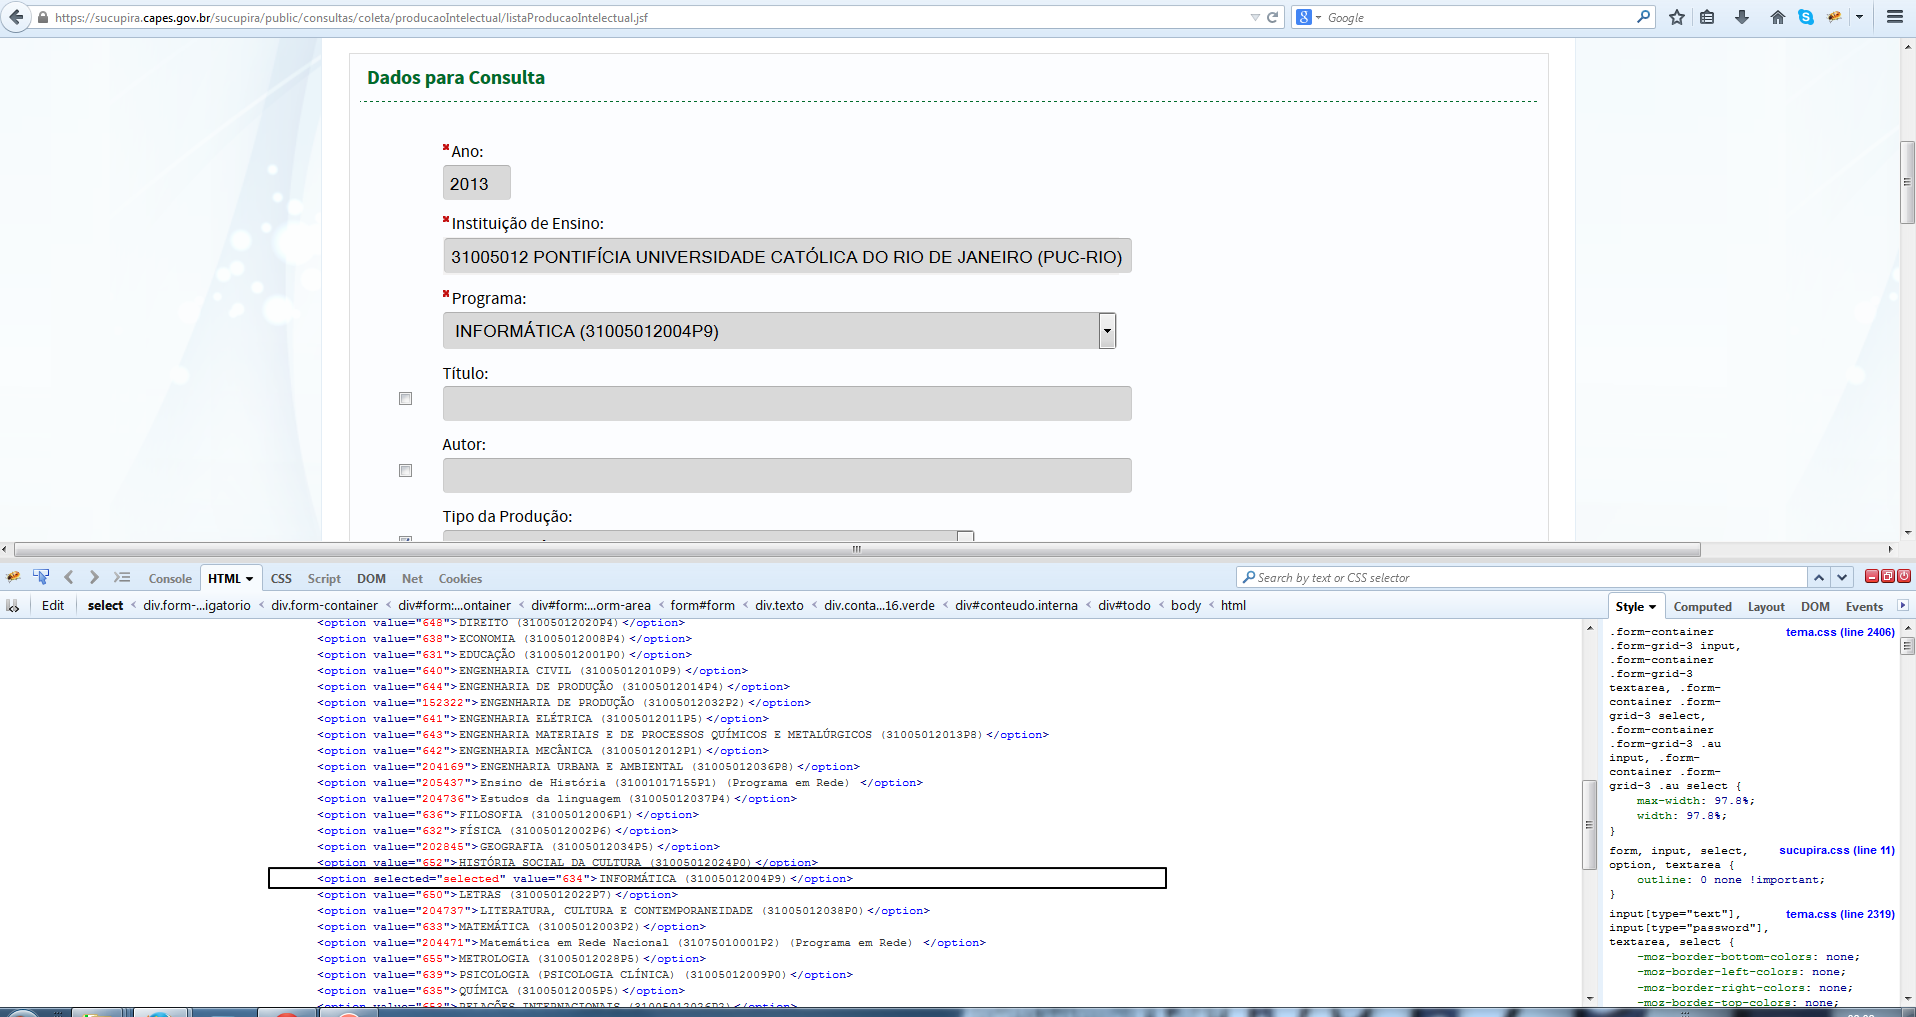 https://sucupira.capes.gov.br/sucupira/public/consultas/coleta/producaoIntelectual/listaProducaoIntelectual.jsf
Google
Dados para Consulta
Ano:
2013
Instituição de Ensino:
31005012 PONTIFÍCIA UNIVERSIDADE CATÓLICA DO RIO DE JANEIRO (PUC-RIO)
Programa:
INFORMÁTICA (31005012004P9)
Título:
Autor:
Tipo da Produção:
Console HTML CSS Script DOM Net Cookies
Search by text or CSS selector
Edit select < div.form-...igatorio < div.form-container < div#form:...ontainer < div#form:...orm-area < form#form < div.texto < div.conta...16.verde < div#conteudo.interna < div#todo < body < html
Style Computed Layout DOM Events
<option value="648">DIREITO (31005012020P4)</option>
<option value="638">ECONOMIA (31005012008P4)</option>
<option value="631">EDUCAÇÃO (31005012001P0)</option>
<option value="640">ENGENHARIA CIVIL (31005012010P9)</option>
<option value="644">ENGENHARIA DE PRODUÇÃO (31005012014P4)</option>
<option value="152322">ENGENHARIA DE PRODUÇÃO (31005012032P2)</option>
<option value="641">ENGENHARIA ELÉTRICA (31005012011P5)</option>
<option value="643">ENGENHARIA MATERIAIS E DE PROCESSOS QUÍMICOS E METALÚRGICOS (31005012013P8)</option>
<option value="642">ENGENHARIA MECÂNICA (31005012012P1)</option>
<option value="204169">ENGENHARIA URBANA E AMBIENTAL (31005012036P8)</option>
<option value="205437">Ensino de História (31001017155P1) (Programa em Rede) </option>
<option value="204736">Estudos da linguagem (31005012037P4)</option>
<option value="636">FILOSOFIA (31005012006P1)</option>
<option value="632">FÍSICA (31005012002P6)</option>
<option value="202845">GEOGRAFIA (31005012034P5)</option>
<option value="652">HISTÓRIA SOCIAL DA CULTURA (31005012024P0)</option>
<option selected="selected" value="634">INFORMÁTICA (31005012004P9)</option>
<option value="650">LETRAS (31005012022P7)</option>
<option value="204737">LITERATURA, CULTURA E CONTEMPORANEIDADE (31005012038P0)</option>
<option value="633">MATEMÁTICA (31005012003P2)</option>
<option value="204471">Matemática em Rede Nacional (31075010001P2) (Programa em Rede) </option>
<option value="655">METROLOGIA (31005012028P5)</option>
<option value="639">PSICOLOGIA (PSICOLOGIA CLÍNICA) (31005012009P0)</option>
<option value="635">QUÍMICA (31005012005P5)</option>
<option value="653">RELAÇÕES INTERNACIONAIS (31005012026P2)</option>
.form-container tema.css (line 2406)
.form-grid-3 input,
.form-container
.form-grid-3
textarea, .form-
container .form-
grid-3 select,
.form-container
.form-grid-3 .au
input, .form-
container .form-
grid-3 .au select {
max-width: 97.8%;
width: 97.8%;
}
form, input, select, sucupira.css (line 11)
option, textarea {
outline: 0 none !important;
}
input[type="text"], tema.css (line 2319)
input[type="password"],
textarea, select {
-moz-border-bottom-colors: none;
-moz-border-left-colors: none;
-moz-border-right-colors: none;
-moz-border-top-colors: none;